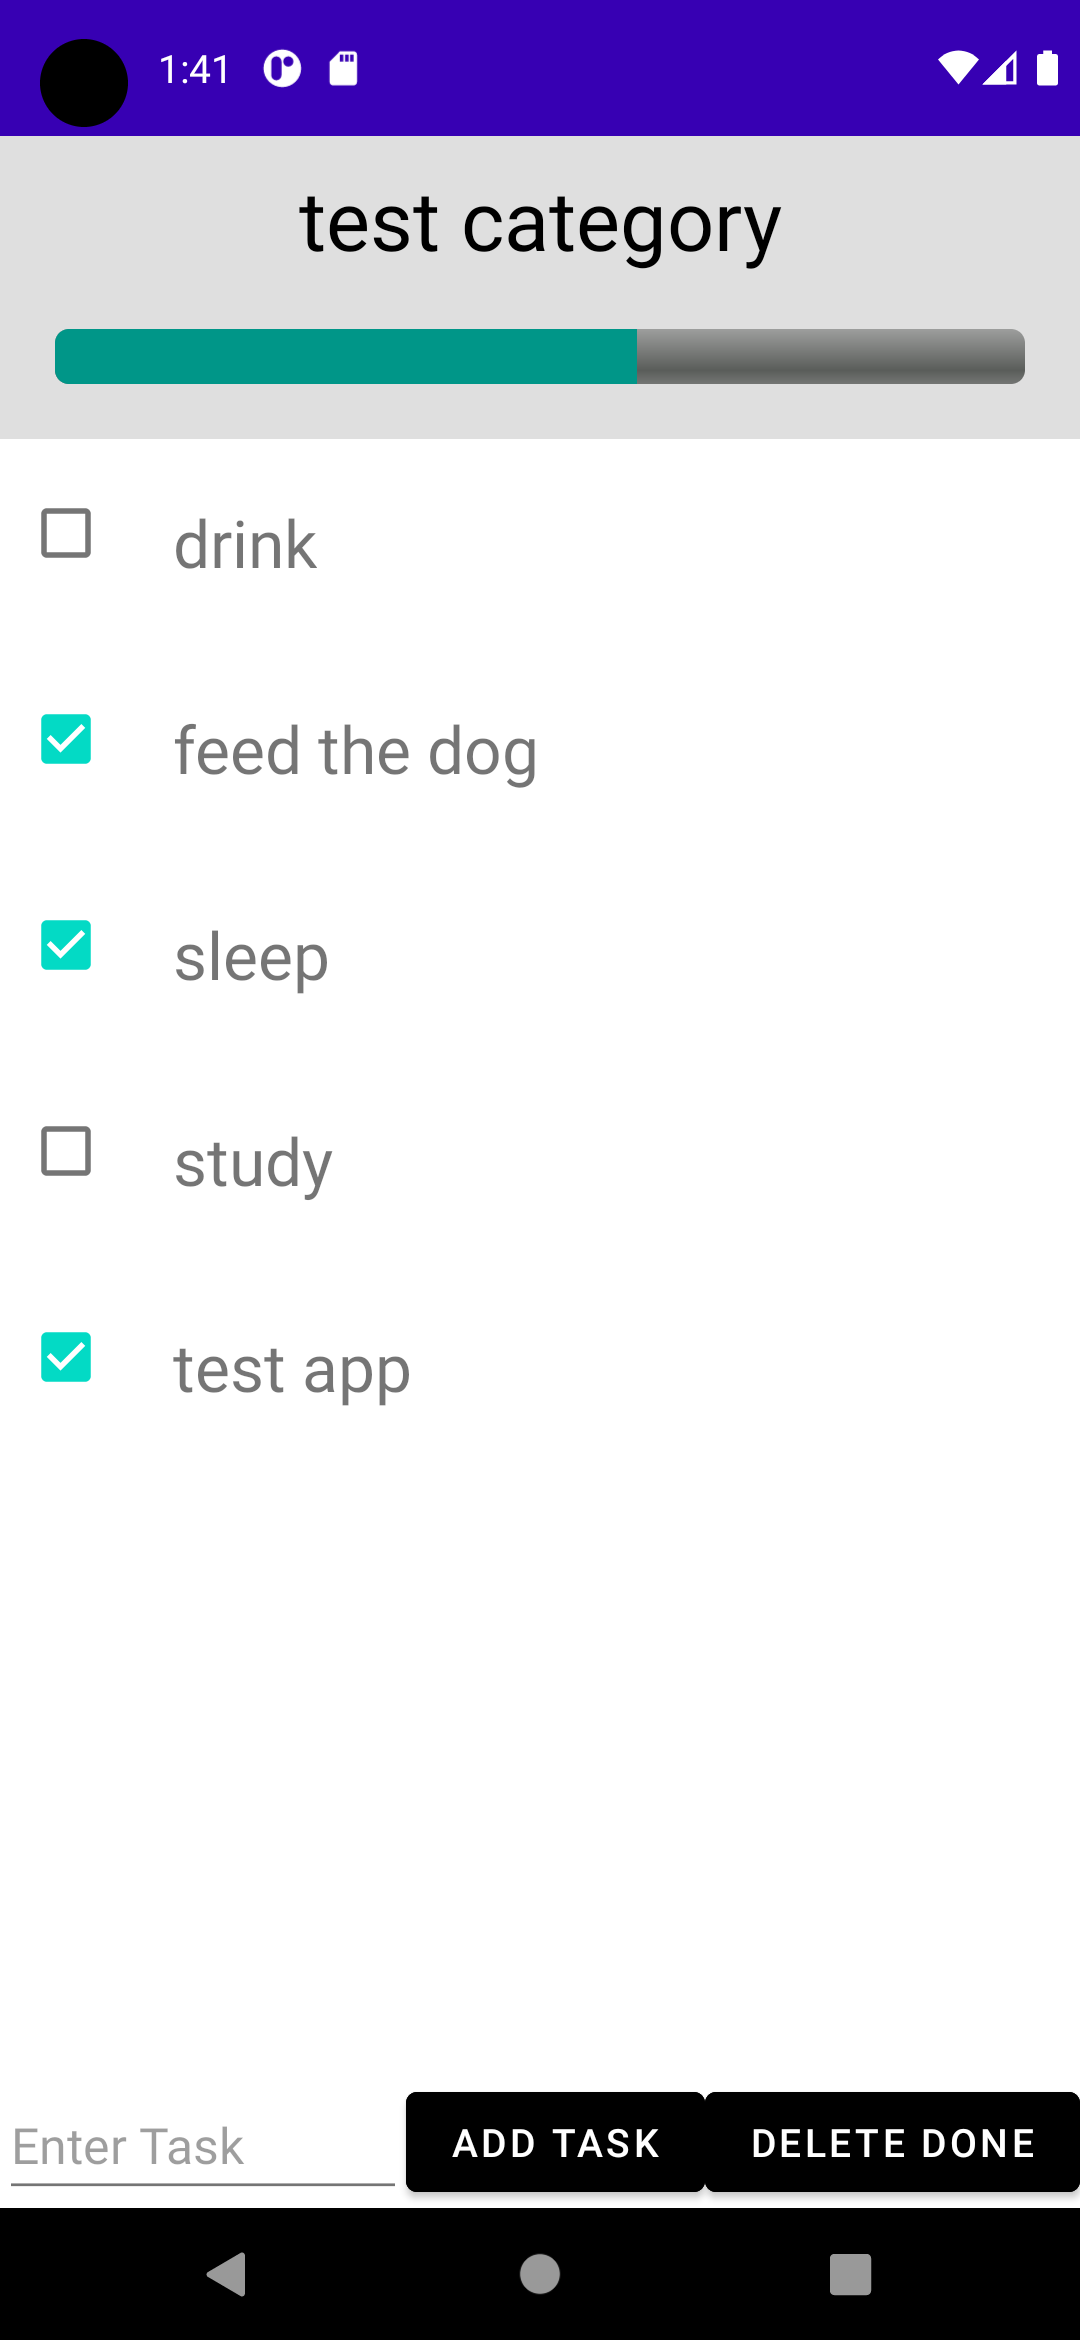 1:41
test category
drink
feed the dog
sleep
study
test app
Enter Task
ADD TASK
DELETE DONE